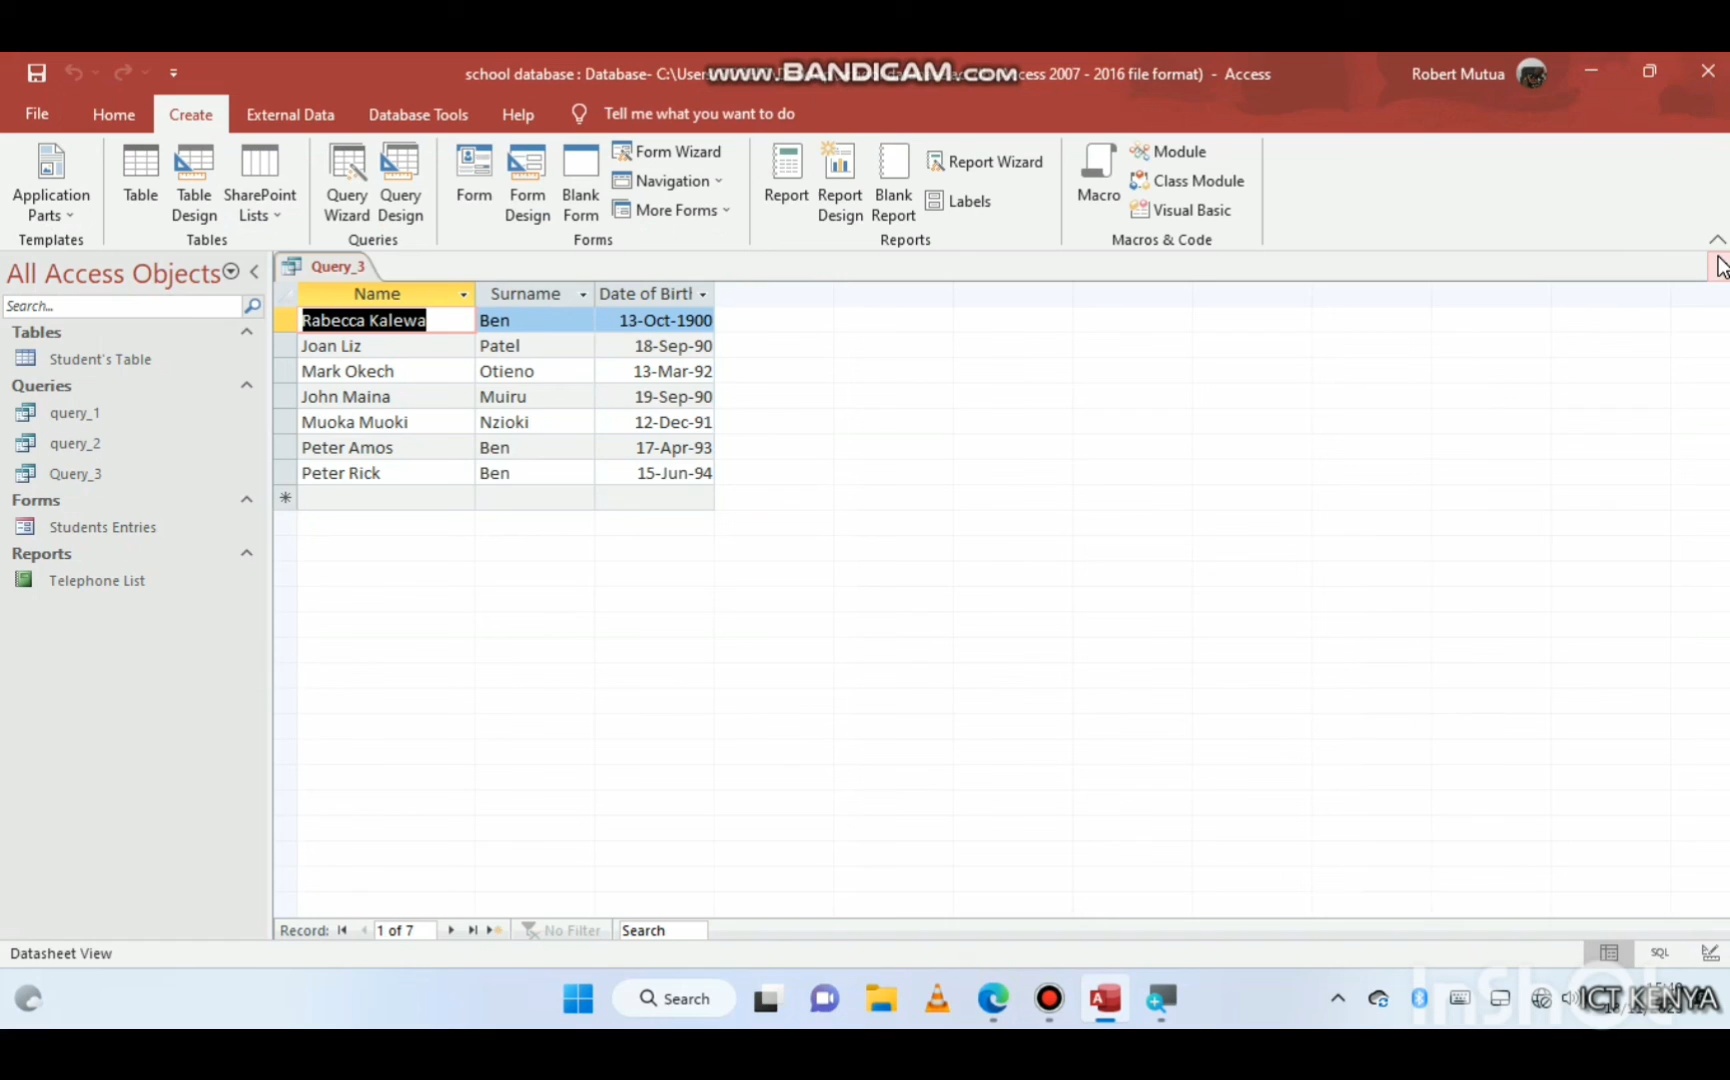 school database : Database- C:\Users
www.BANDICAM.com
cess 2007 - 2016 file format) - Access
Robert Mutua
File
Home
Create
External Data
Database Tools
Help
Tell me what you want to do
Application Parts
Templates
Table
Table Design
SharePoint Lists
Tables
Query Wizard
Query Design
Queries
Form
Form Design
Blank Form
Form Wizard
Navigation
More Forms
Forms
Report
Report Design
Blank Report
Report Wizard
Labels
Reports
Macro
Module
Class Module
Visual Basic
Macros & Code
All Access Objects
Search...
Tables
Student's Table
Queries
query_1
query_2
Query_3
Forms
Students Entries
Reports
Telephone List
Query_3
Name Surname Date of Birth
Rabecca Kalewa Ben 13-Oct-1900
Joan Liz Patel 18-Sep-90
Mark Okech Otieno 13-Mar-92
John Maina Muiru 19-Sep-90
Muoka Muoki Nzioki 12-Dec-91
Peter Amos Ben 17-Apr-93
Peter Rick Ben 15-Jun-94
Record: 1 of 7 No Filter Search
Datasheet View
SQL
Search
InShOt
ICT KENYA